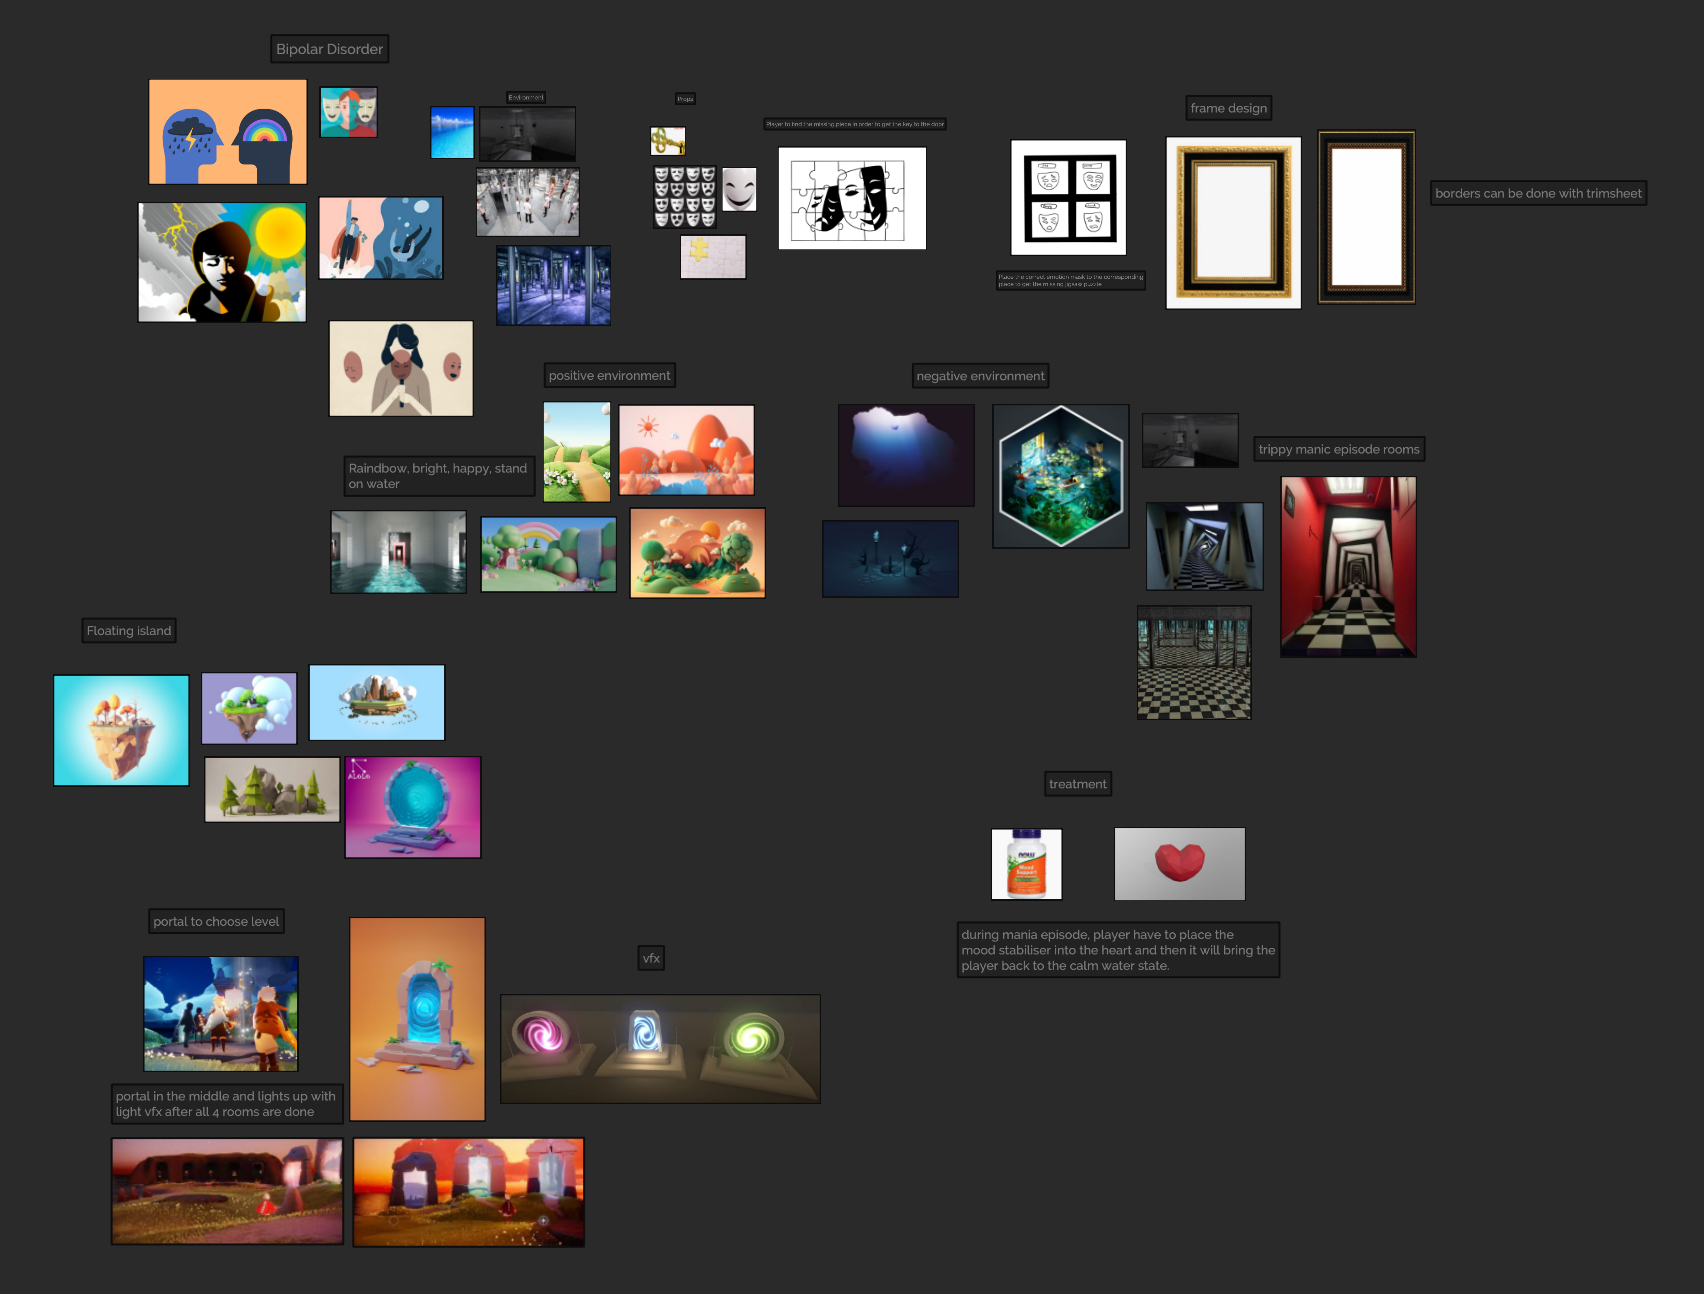 Bipolar Disorder
Environment
Props
Player to find the missing piece in order to get the key to the door
frame design
borders can be done with trimsheet
Place the correct emotion mask to the corresponding
place to get the missing jigsaw puzzle
positive environment
negative environment
Raindbow, bright, happy, stand
on water
trippy manic episode rooms
Floating island
ALOLO
treatment
NOW
Mood
Support
during mania episode, player have to place the
mood stabiliser into the heart and then it will bring the
player back to the calm water state.
portal to choose level
vfx
portal in the middle and lights up with
light vfx after all 4 rooms are done